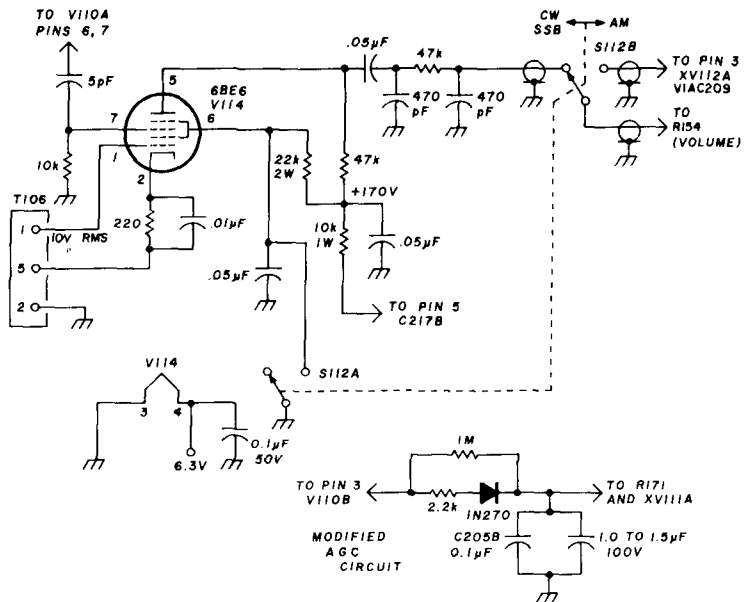 TO V110A
PINS 6, 7
5pF
7
10k
1
T106
1
10V RMS
5
2
5
6BE6
V114
6
2
220
.01µF
.05µF
.05µF
47k
470
pF
470
pF
22k
2W
47k
+170V
10k
1W
.05µF
TO PIN 5
C217B
CW
SSB
AM
S112B
TO PIN 3
XV112A
VIAC209
TO
R154
(VOLUME)
S112A
V114
3
4
6.3V
0.1µF
50V
1M
TO PIN 3
V110B
2.2k
1N270
TO R171
AND XV111A
MODIFIED
AGC
CIRCUIT
C205B
0.1µF
1.0 TO 1.5µF
100V